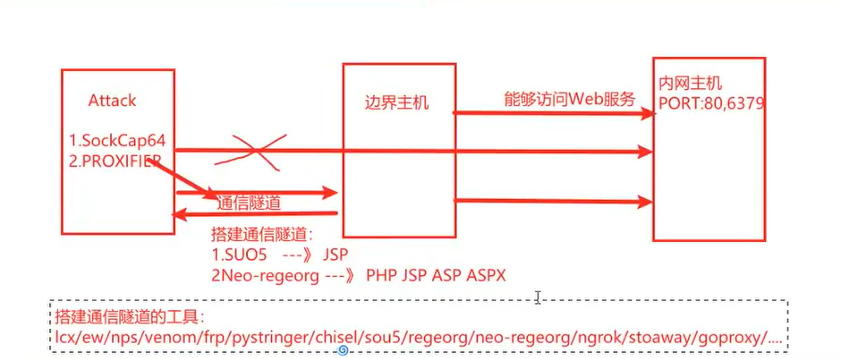 Attack
1.SockCap64
2.PROXIFIER
边界主机
能够访问Web服务
内网主机
PORT:80,6379
通信隧道
搭建通信隧道：
1.SUO5 ---》 JSP
2Neo-regeorg ---》 PHP JSP ASP ASPX
搭建通信隧道的工具：
lcx/ew/nps/venom/frp/pystringer/chisel/sou5/regeorg/neo-regeorg/ngrok/stoaway/goproxy/....